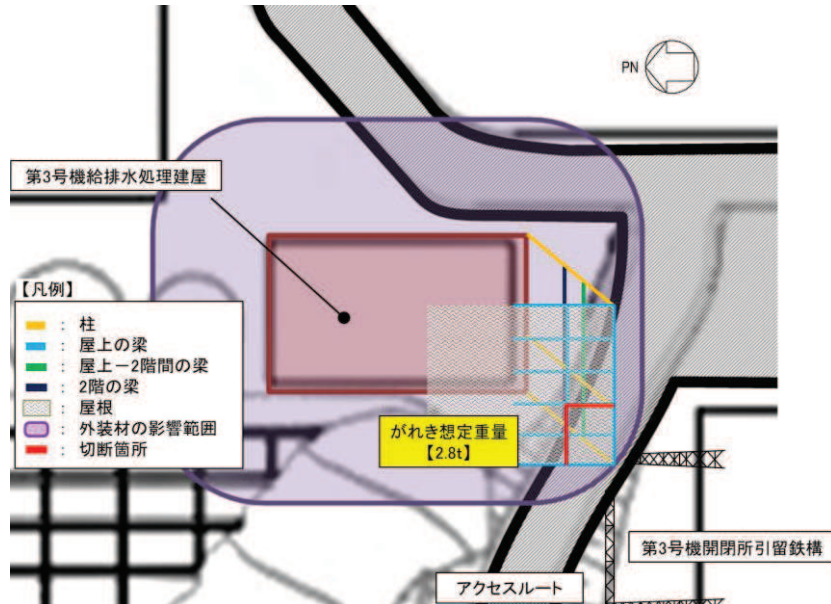 PN
第3号機給排水処理建屋
【凡例】
： 柱
： 屋上の梁
： 屋上－2階間の梁
： 2階の梁
： 屋根
： 外装材の影響範囲
： 切断箇所
がれき想定重量
【2.8t】
第3号機開閉所引留鉄構
アクセスルート